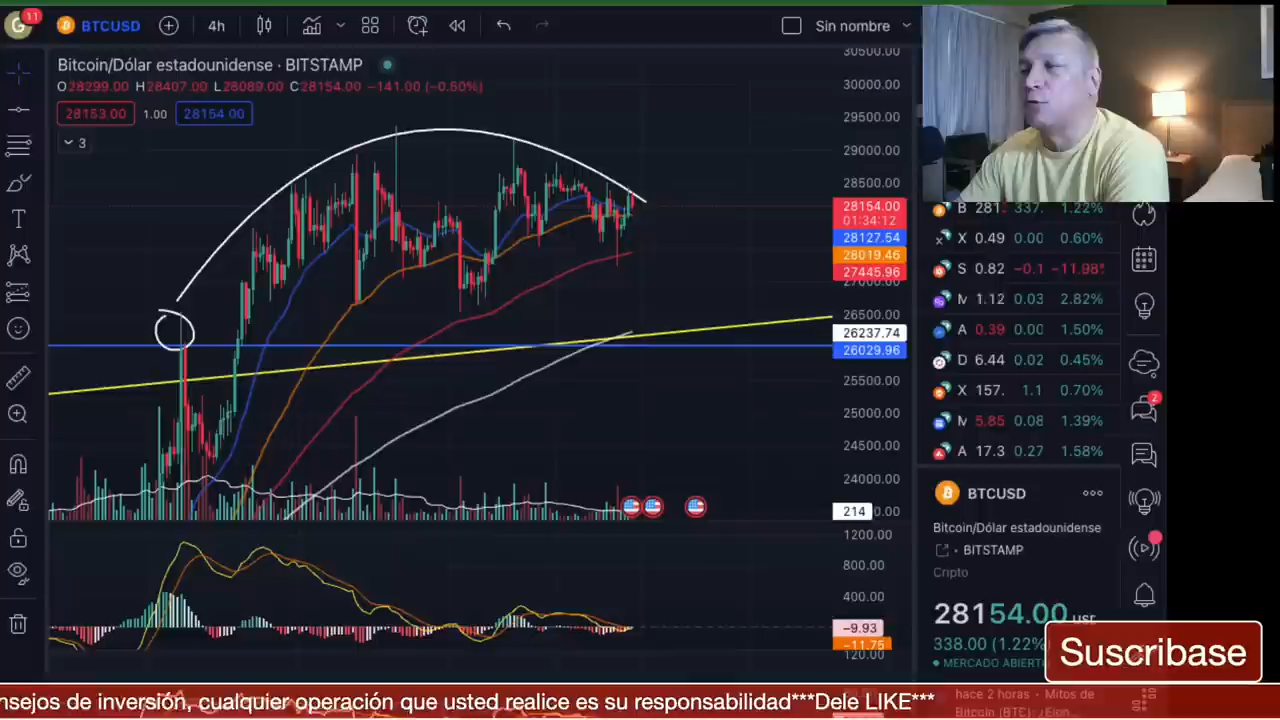 G 11 BTCUSD 4h Sin nombre
Bitcoin/Dólar estadounidense · BITSTAMP
O28299.00 H28407.00 L28089.00 C28154.00 −141.00 (−0.50%)
28153.00 1.00 28154.00
3
30500.00
30000.00
29500.00
29000.00
28500.00
28154.00
01:34:12
28127.54
28019.46
27445.96
27000.00
26500.00
26237.74
26029.96
25500.00
25000.00
24500.00
24000.00
214
1200.00
800.00
400.00
−9.93
−11.75
B 281 337. 1.22%
X 0.49 0.00 0.60%
S 0.82 −0.1 −11.98%
M 1.12 0.03 2.82%
A 0.39 0.00 1.50%
D 6.44 0.02 0.45%
X 157. 1.1 0.70%
M 5.85 0.08 1.39%
A 17.3 0.27 1.58%
2
BTCUSD
Bitcoin/Dólar estadounidense
· BITSTAMP
Cripto
28154.00 USD
338.00 (1.22%)
MERCADO ABIERTO
Suscribase
nsejos de inversión, cualquier operación que usted realice es su responsabilidad***Dele LIKE***
hace 2 horas · Mitos de
Bitcoin (BTC)